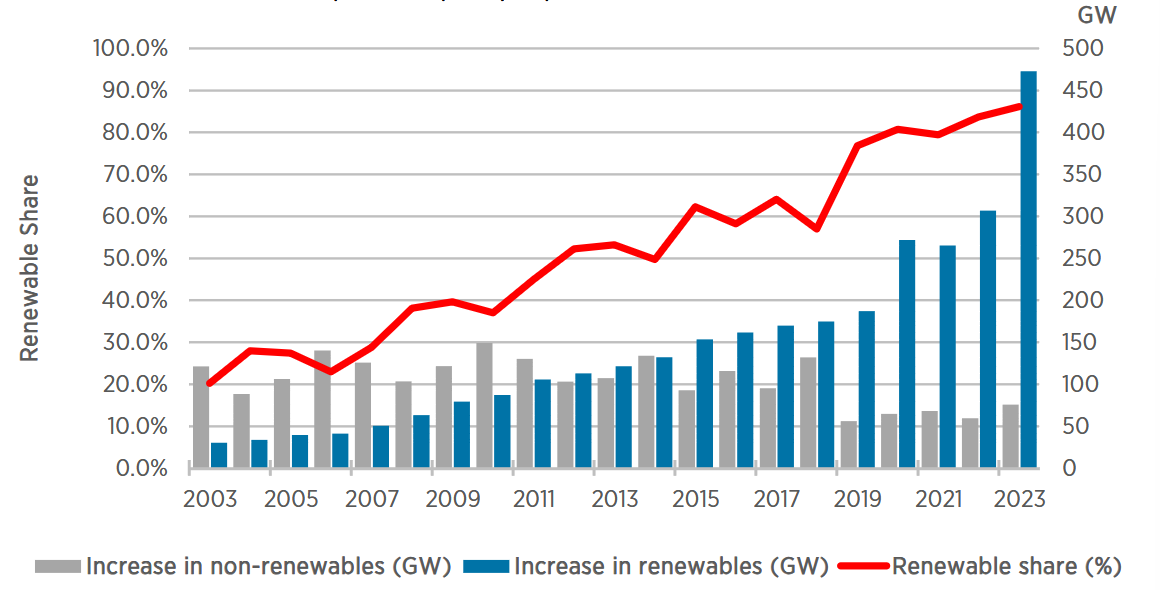 GW
100.0% 500
90.0% 450
80.0% 400
70.0% 350
60.0% 300
50.0% 250
40.0% 200
30.0% 150
20.0% 100
10.0% 50
0.0% 0
Renewable Share
2003 2005 2007 2009 2011 2013 2015 2017 2019 2021 2023
Increase in non-renewables (GW) Increase in renewables (GW) Renewable share (%)